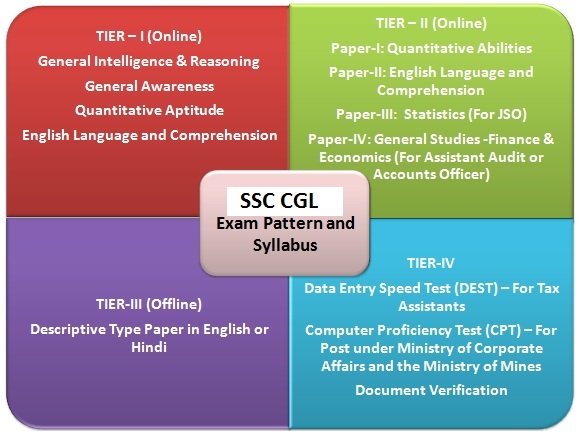 TIER – I (Online)
General Intelligence & Reasoning
General Awareness
Quantitative Aptitude
English Language and Comprehension
TIER – II (Online)
Paper-I: Quantitative Abilities
Paper-II: English Language and
Comprehension
Paper-III:  Statistics (For JSO)
Paper-IV: General Studies -Finance &
Economics (For Assistant Audit or
Accounts Officer)
SSC CGL
Exam Pattern and
Syllabus
TIER-III (Offline)
Descriptive Type Paper in English or
Hindi
TIER-IV
Data Entry Speed Test (DEST) – For Tax
Assistants
Computer Proficiency Test (CPT) – For
Post under Ministry of Corporate
Affairs and the Ministry of Mines
Document Verification